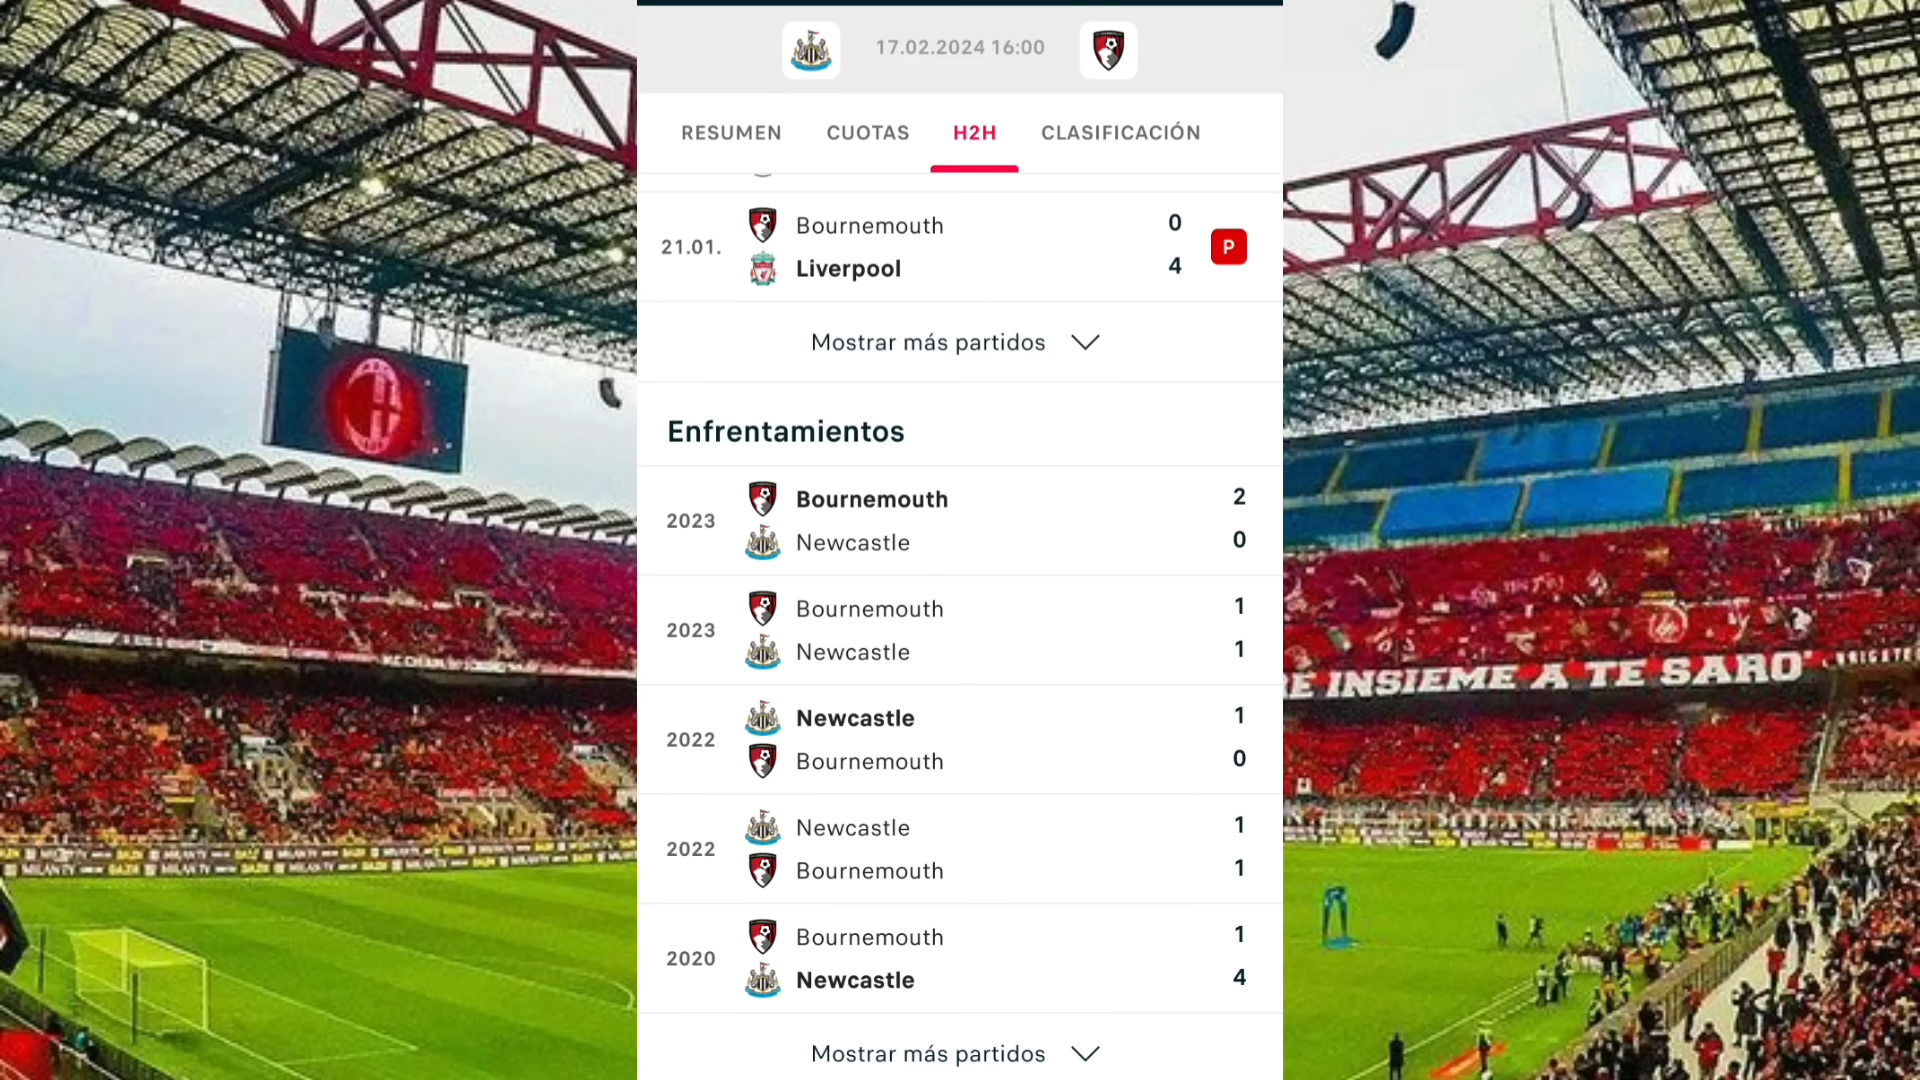 17.02.2024 16:00
RESUMEN CUOTAS H2H CLASIFICACIÓN
21.01.
Bournemouth 0
Liverpool 4
P
Mostrar más partidos
Enfrentamientos
2023
Bournemouth 2
Newcastle 0
2023
Bournemouth 1
Newcastle 1
2022
Newcastle 1
Bournemouth 0
2022
Newcastle 1
Bournemouth 1
2020
Bournemouth 1
Newcastle 4
Mostrar más partidos
E INSIEME A TE SARO'